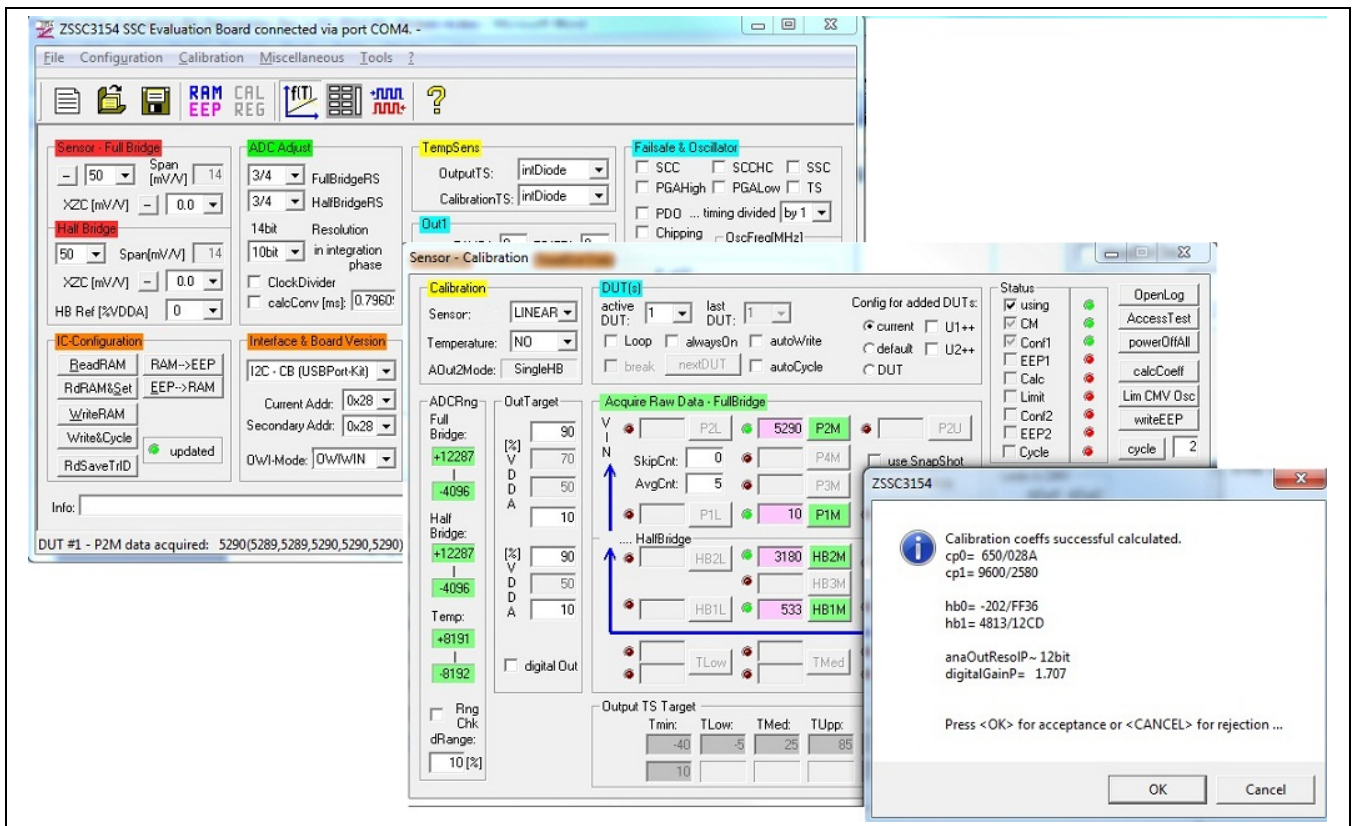 ZSSC3154 SSC Evaluation Board connected via port COM4. -
File Configuration Calibration Miscellaneous Tools ?
RAM EEP CAL REG f(T) ?
Sensor - Full Bridge
- 50 Span [mV/V] 14
XZC [mV/V] - 0.0
Half Bridge
50 Span[mV/V] 14
XZC [mV/V] - 0.0
HB Ref [%VDDA] 0
IC-Configuration
ReadRAM RAM->EEP
RdRAM&Set EEP->RAM
WriteRAM
Write&Cycle
updated
RdSaveTrID
ADC Adjust
3/4 FullBridgeRS
3/4 HalfBridgeRS
14bit Resolution
10bit in integration phase
ClockDivider
calcConv [ms]: 0.7960
Interface & Board Version
I2C - CB (USBPort-Kit)
Current Addr: 0x28
Secondary Addr: 0x28
OWI-Mode: OWIWIN
TempSens
OutputTS: intDiode
CalibrationTS: intDiode
Out1
Failsafe & Oscillator
SCC SCCHC SSC
PGAHigh PGALow TS
PDO ... timing divided by 1
Chipping OscFreq[MHz]
Info:
DUT #1 - P2M data acquired: 5290(5289,5289,5290,5290,5290)
Sensor - Calibration
Calibration
Sensor: LINEAR
Temperature: NO
AOut2Mode: SingleHB
DUT(s)
active DUT: 1 last DUT: 1
Loop alwaysOn autoWrite
break nextDUT autoCycle
Config for added DUTs:
current U1++
default U2++
DUT
Status
using
CM
Conf1
EEP1
Calc
Limit
Conf2
EEP2
Cycle
OpenLog
AccessTest
powerOffAll
calcCoeff
Lim CMV Osc
writeEEP
cycle 2
ADCRng
Full Bridge:
+12287
|
-4096
Half Bridge:
+12287
|
-4096
Temp:
+8191
|
-8192
Rng Chk
dRange:
10 [%]
OutTarget
[%] VDDA
90
70
50
10
[%] VDDA
90
50
10
digital Out
Acquire Raw Data - FullBridge
VIN P2L 5290 P2M P2U
SkipCnt: 0 P4M use SnapShot
AvgCnt: 5 P3M
P1L 10 P1M
.... HalfBridge
HB2L 3180 HB2M
HB3M
HB1L 533 HB1M
TLow TMed
Output TS Target
Tmin: TLow: TMed: TUpp:
-40 -5 25 85
10
ZSSC3154
Calibration coeffs successful calculated.
cp0= 650/028A
cp1= 9600/2580
hb0= -202/FF36
hb1= 4813/12CD
anaOutResolP~ 12bit
digitalGainP= 1.707
Press <OK> for acceptance or <CANCEL> for rejection ...
OK Cancel